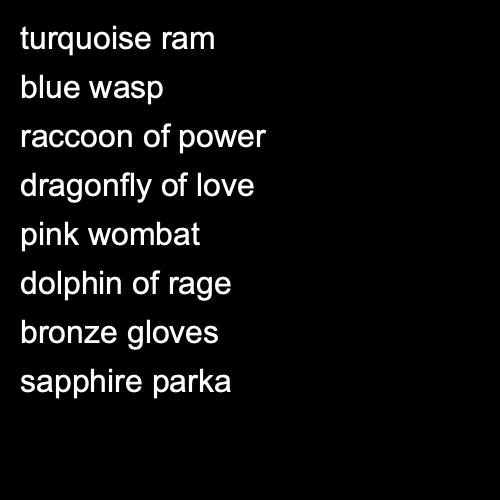 turquoise ram
blue wasp
raccoon of power
dragonfly of love
pink wombat
dolphin of rage
bronze gloves
sapphire parka